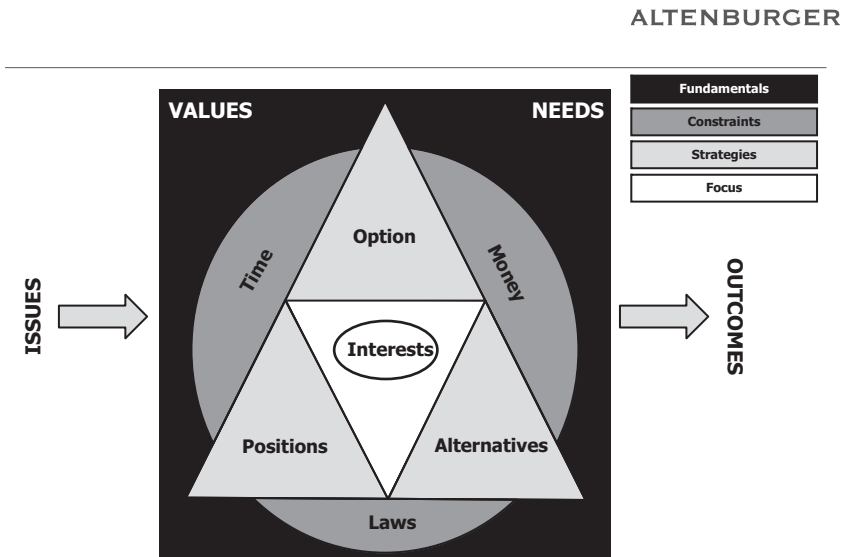 ALTENBURGER
VALUES
NEEDS
Fundamentals
Constraints
Strategies
Focus
Option
Time
Money
ISSUES
OUTCOMES
Interests
Positions
Alternatives
Laws